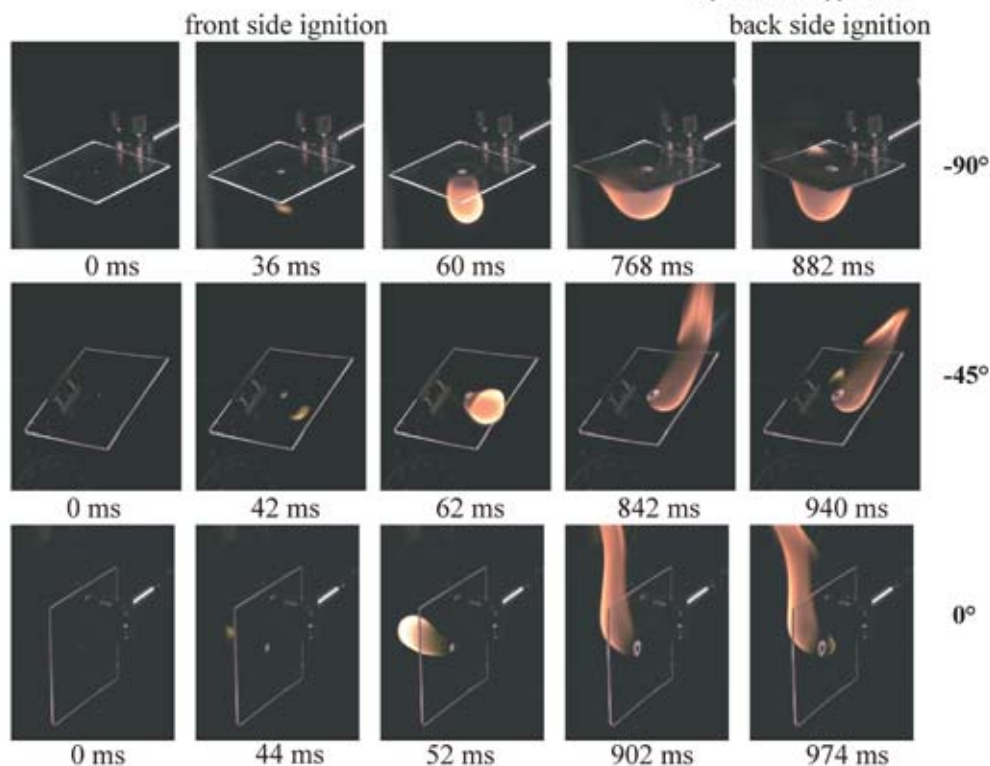 front side ignition back side ignition
-90°
0 ms 36 ms 60 ms 768 ms 882 ms
-45°
0 ms 42 ms 62 ms 842 ms 940 ms
0°
0 ms 44 ms 52 ms 902 ms 974 ms